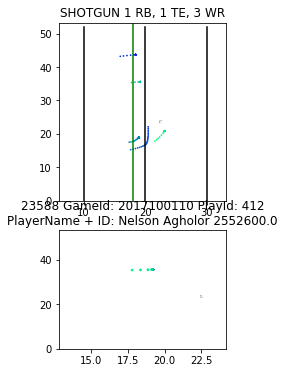 SHOTGUN 1 RB, 1 TE, 3 WR
50
40
30
20
10
0
10 20 30
23588 GameId: 2017100110 PlayId: 412
PlayerName + ID: Nelson Agholor 2552600.0
40
20
0
15.0 17.5 20.0 22.5